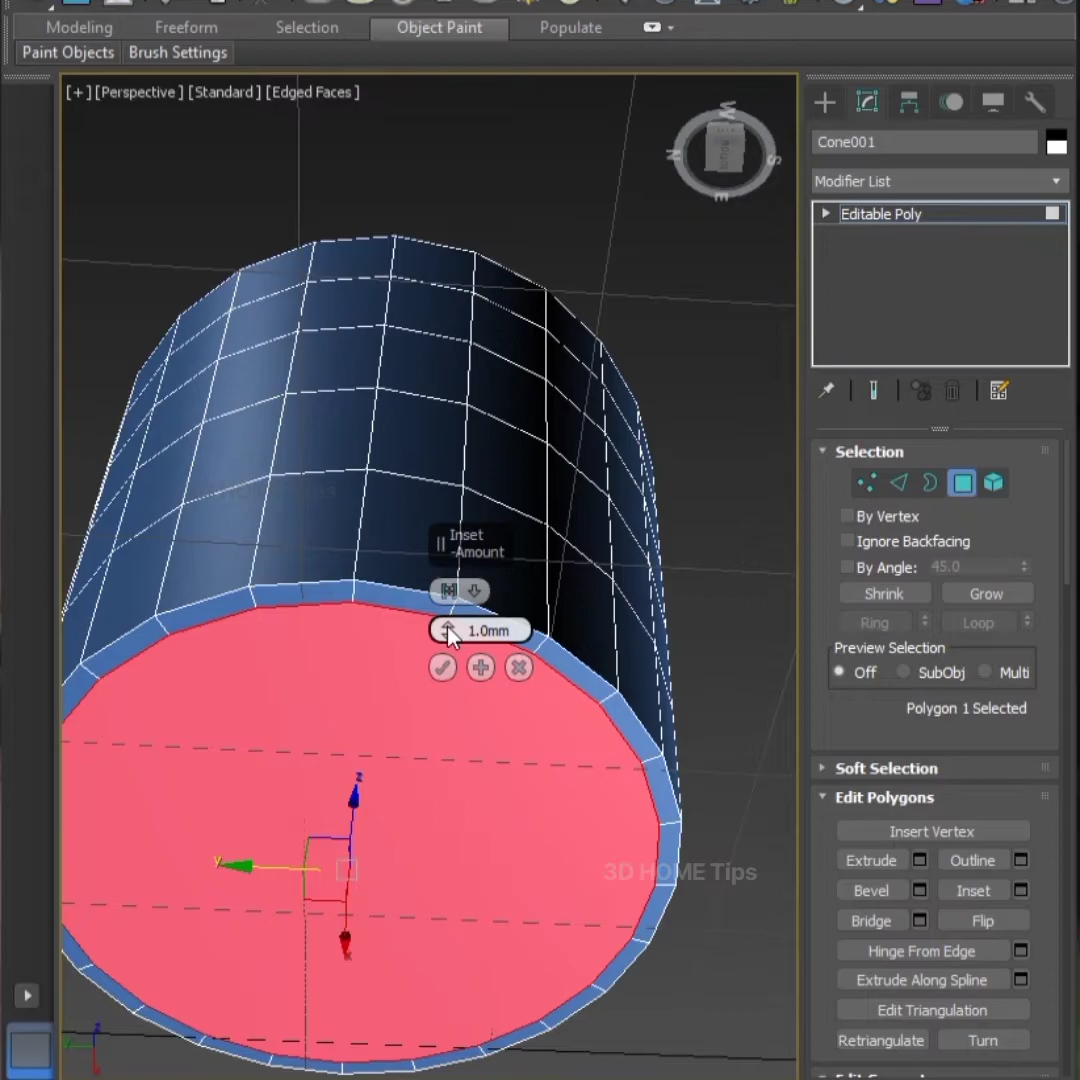 Modeling Freeform Selection Object Paint Populate
Paint Objects Brush Settings
[+] [Perspective ] [Standard ] [Edged Faces ]
W
N
S
E
Cone001
Modifier List
Editable Poly
Selection
By Vertex
Ignore Backfacing
By Angle: 45.0
Shrink Grow
Ring Loop
Preview Selection
Off SubObj Multi
Polygon 1 Selected
Soft Selection
Edit Polygons
Insert Vertex
Extrude Outline
Bevel Inset
Bridge Flip
Hinge From Edge
Extrude Along Spline
Edit Triangulation
Retriangulate Turn
Inset
-Amount
1.0mm
z
y
x
3D HOME Tips